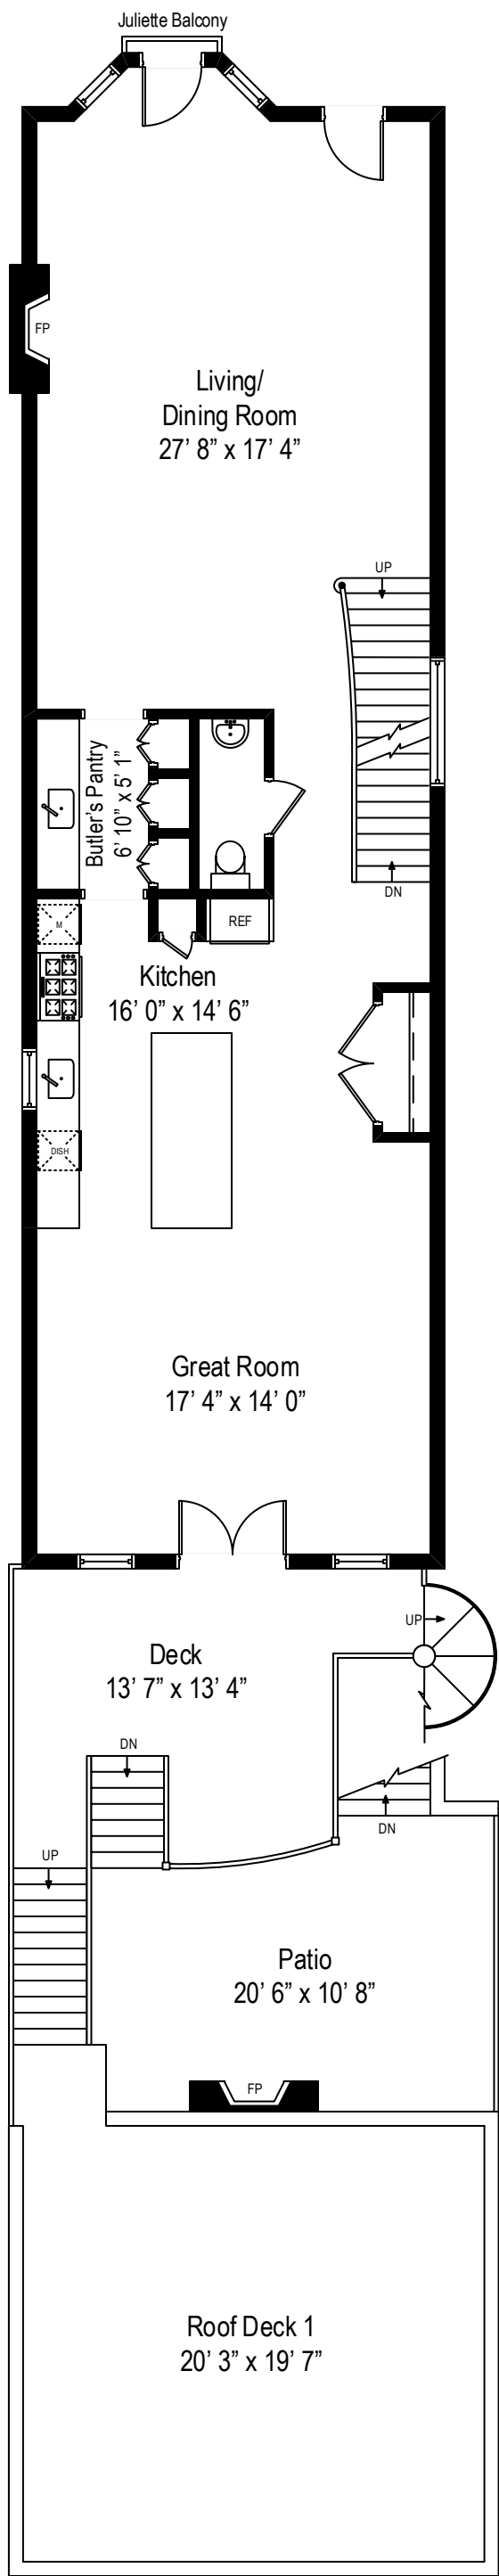 Juliette Balcony
FP
Living/
Dining Room
27’ 8” x 17’ 4”
UP
Butler’s Pantry
6’ 10” x 5’ 1”
DN
REF
M
Kitchen
16’ 0” x 14’ 6”
DISH
Great Room
17’ 4” x 14’ 0”
UP
Deck
13’ 7” x 13’ 4”
DN
DN
UP
Patio
20’ 6” x 10’ 8”
FP
Roof Deck 1
20’ 3” x 19’ 7”